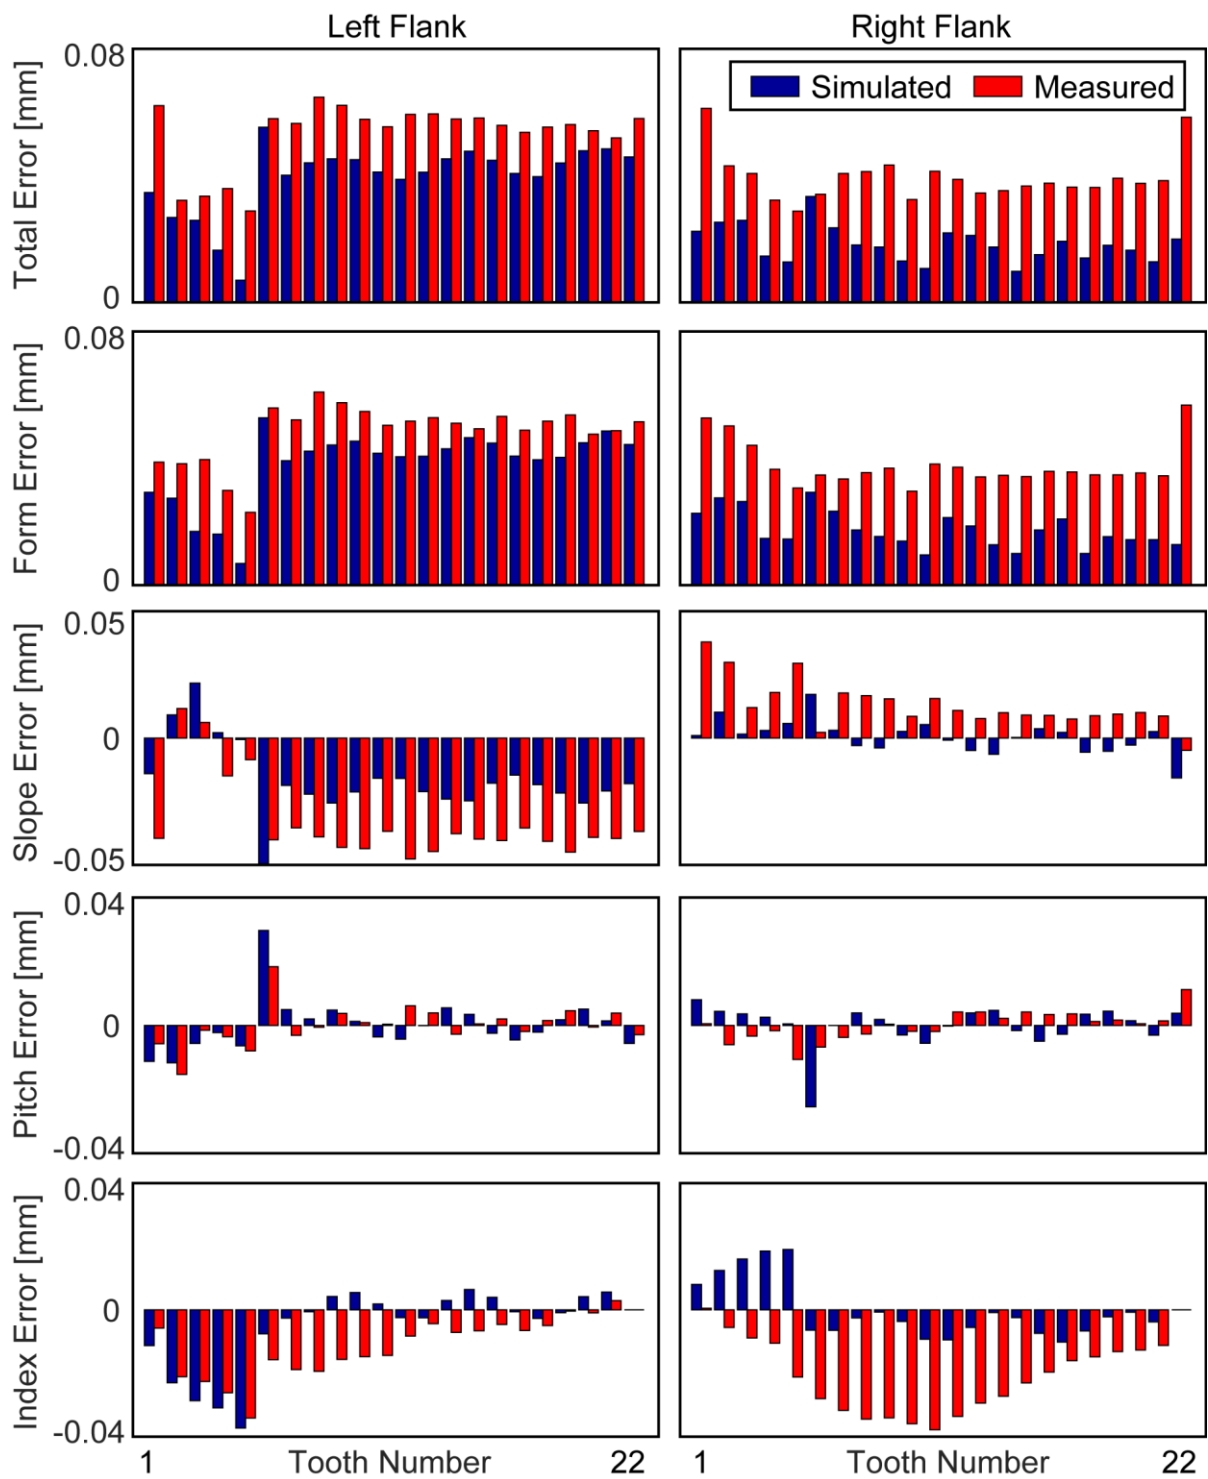 Left Flank
Right Flank
Total Error [mm]
0.08
0
Simulated
Measured
Form Error [mm]
0.08
0
Slope Error [mm]
0.05
0
-0.05
Pitch Error [mm]
0.04
0
-0.04
Index Error [mm]
0.04
0
-0.04
1 Tooth Number 22
1 Tooth Number 22